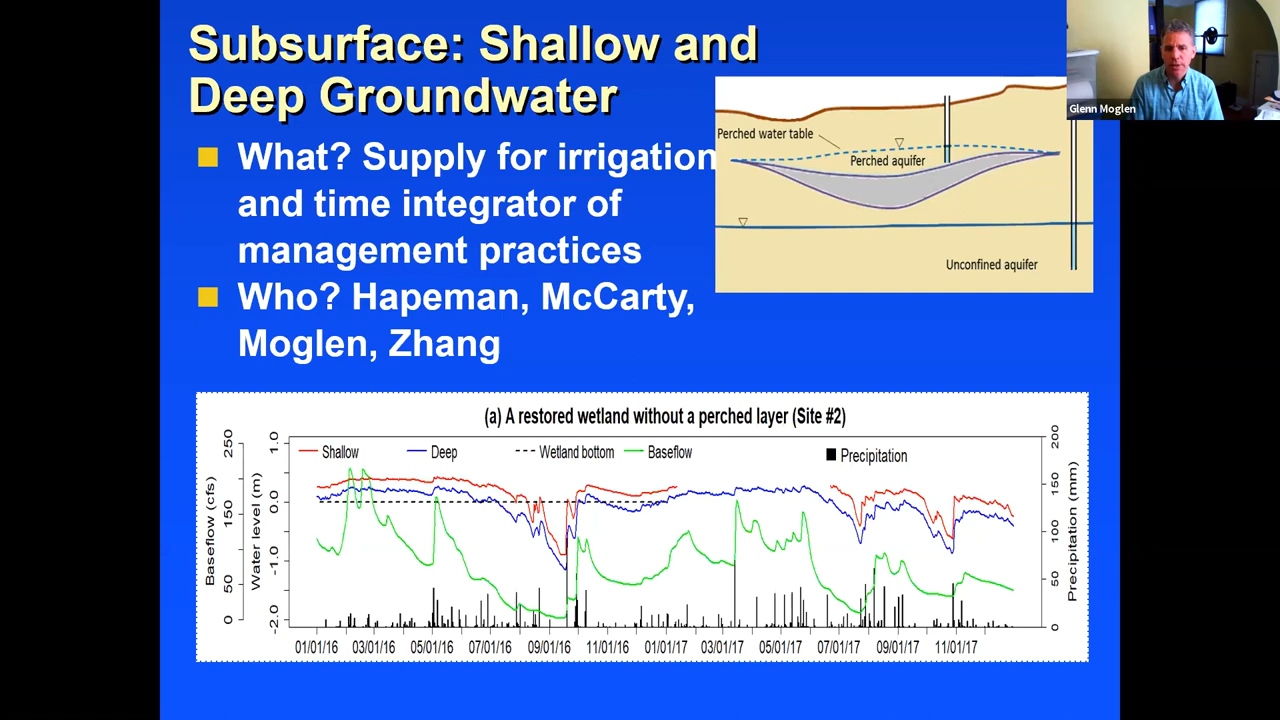 Subsurface: Shallow and
Deep Groundwater
What? Supply for irrigation
and time integrator of
management practices
Who? Hapeman, McCarty,
Moglen, Zhang
Perched water table
Perched aquifer
Unconfined aquifer
Glenn Moglen
(a) A restored wetland without a perched layer (Site #2)
Shallow
Deep
Wetland bottom
Baseflow
Precipitation
Baseflow (cfs)
250
150
50
0
Water level (m)
1.0
0.0
-1.0
-2.0
Precipitation (mm)
200
150
100
50
0
01/01/16
03/01/16
05/01/16
07/01/16
09/01/16
11/01/16
01/01/17
03/01/17
05/01/17
07/01/17
09/01/17
11/01/17